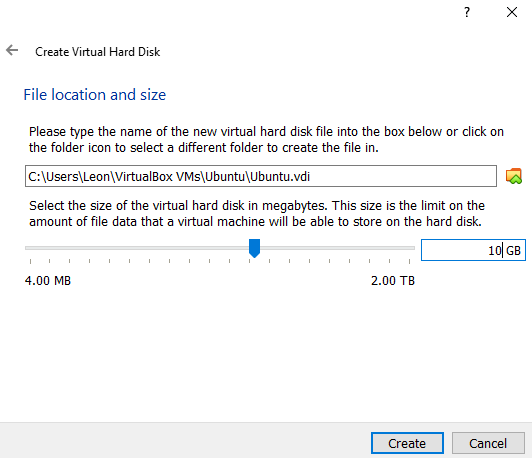 ?
Create Virtual Hard Disk
File location and size
Please type the name of the new virtual hard disk file into the box below or click on
the folder icon to select a different folder to create the file in.
C:\Users\Leon\VirtualBox VMs\Ubuntu\Ubuntu.vdi
Select the size of the virtual hard disk in megabytes. This size is the limit on the
amount of file data that a virtual machine will be able to store on the hard disk.
10 GB
4.00 MB 2.00 TB
Create Cancel